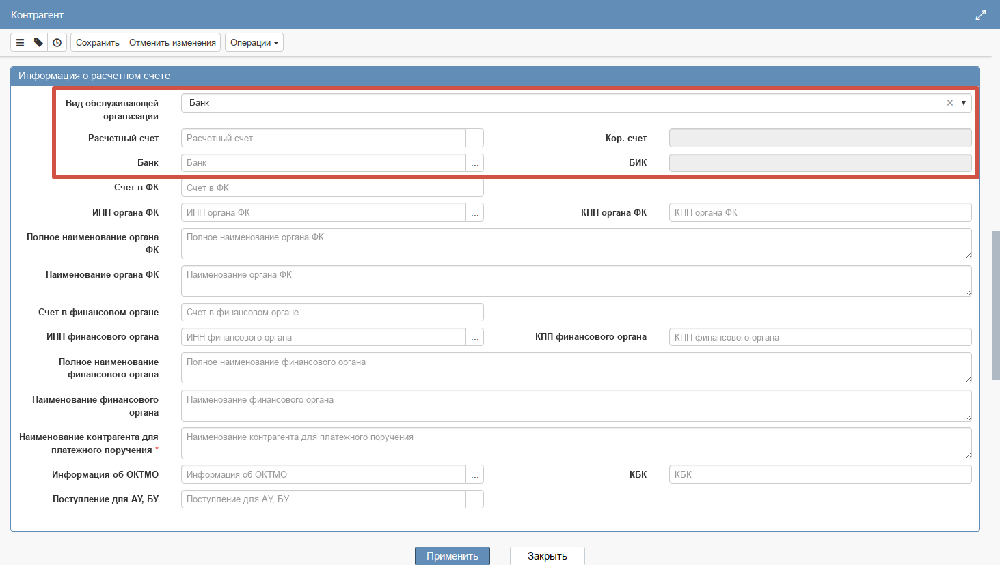 Контрагент
Сохранить Отменить изменения Операции
Информация о расчетном счете
Вид обслуживающей организации Банк × ▼
Расчетный счет Расчетный счет ... Кор. счет
Банк Банк ... БИК
Счет в ФК Счет в ФК
ИНН органа ФК ИНН органа ФК ... КПП органа ФК КПП органа ФК
Полное наименование органа
ФК
Полное наименование органа ФК
Наименование органа ФК Наименование органа ФК
Счет в финансовом органе Счет в финансовом органе
ИНН финансового органа ИНН финансового органа ... КПП финансового органа КПП финансового органа
Полное наименование
финансового органа
Полное наименование финансового органа
Наименование финансового
органа
Наименование финансового органа
Наименование контрагента для
платежного поручения *
Наименование контрагента для платежного поручения
Информация об ОКТМО Информация об ОКТМО ... КБК КБК
Поступление для АУ, БУ Поступление для АУ, БУ ...
Применить Закрыть